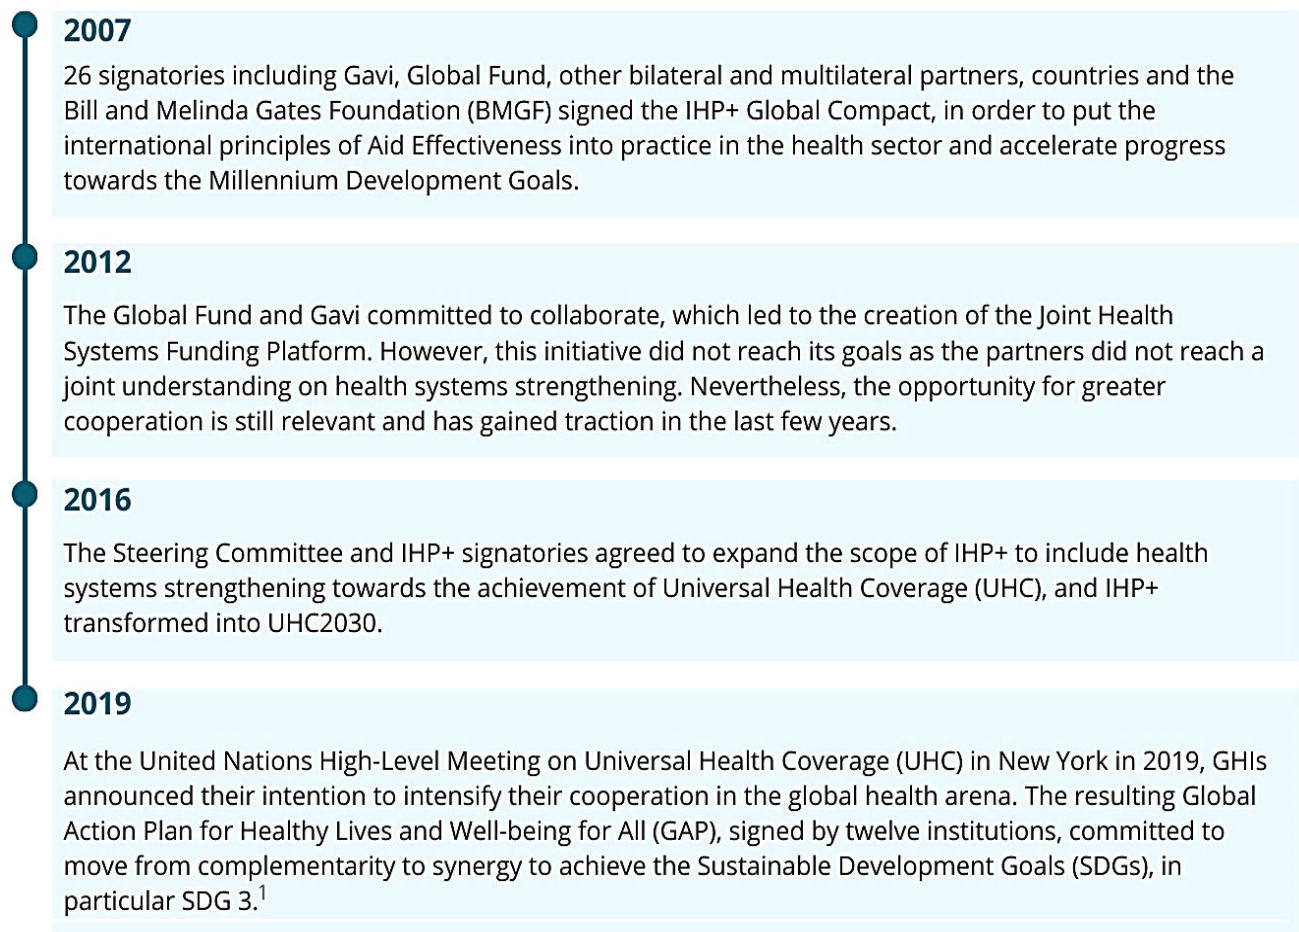 2007
26 signatories including Gavi, Global Fund, other bilateral and multilateral partners, countries and the
Bill and Melinda Gates Foundation (BMGF) signed the IHP+ Global Compact, in order to put the
international principles of Aid Effectiveness into practice in the health sector and accelerate progress
towards the Millennium Development Goals.
2012
The Global Fund and Gavi committed to collaborate, which led to the creation of the Joint Health
Systems Funding Platform. However, this initiative did not reach its goals as the partners did not reach a
joint understanding on health systems strengthening. Nevertheless, the opportunity for greater
cooperation is still relevant and has gained traction in the last few years.
2016
The Steering Committee and IHP+ signatories agreed to expand the scope of IHP+ to include health
systems strengthening towards the achievement of Universal Health Coverage (UHC), and IHP+
transformed into UHC2030.
2019
At the United Nations High-Level Meeting on Universal Health Coverage (UHC) in New York in 2019, GHIs
announced their intention to intensify their cooperation in the global health arena. The resulting Global
Action Plan for Healthy Lives and Well-being for All (GAP), signed by twelve institutions, committed to
move from complementarity to synergy to achieve the Sustainable Development Goals (SDGs), in
particular SDG 3.¹